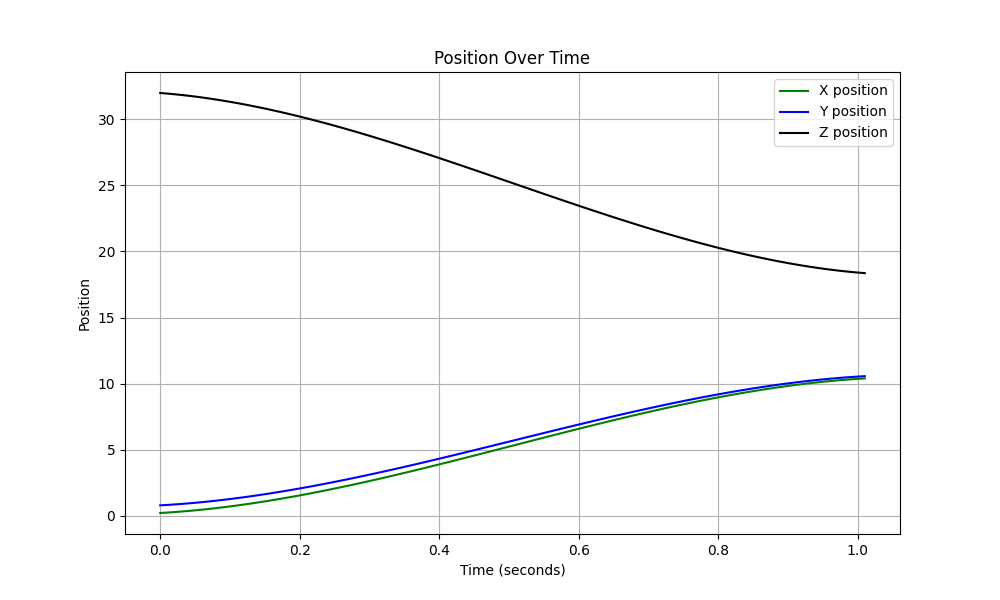 Position Over Time
X position
Y position
Z position
Position
30
25
20
15
10
5
0
0.0 0.2 0.4 0.6 0.8 1.0
Time (seconds)